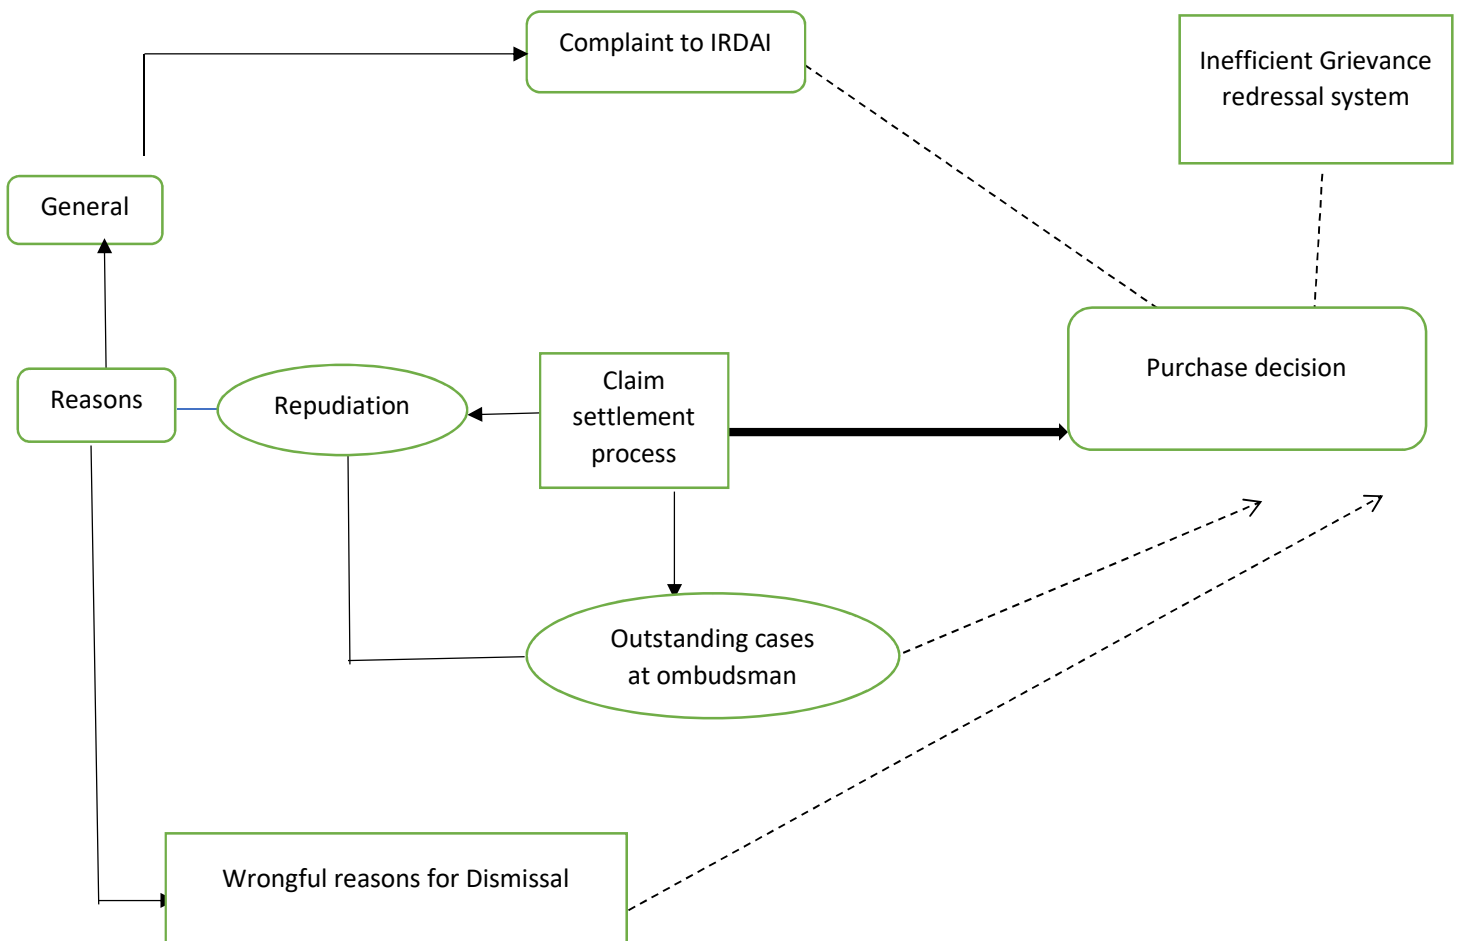 Complaint to IRDAI
Inefficient Grievance
redressal system
General
Reasons
Repudiation
Claim
settlement
process
Purchase decision
Outstanding cases
at ombudsman
Wrongful reasons for Dismissal